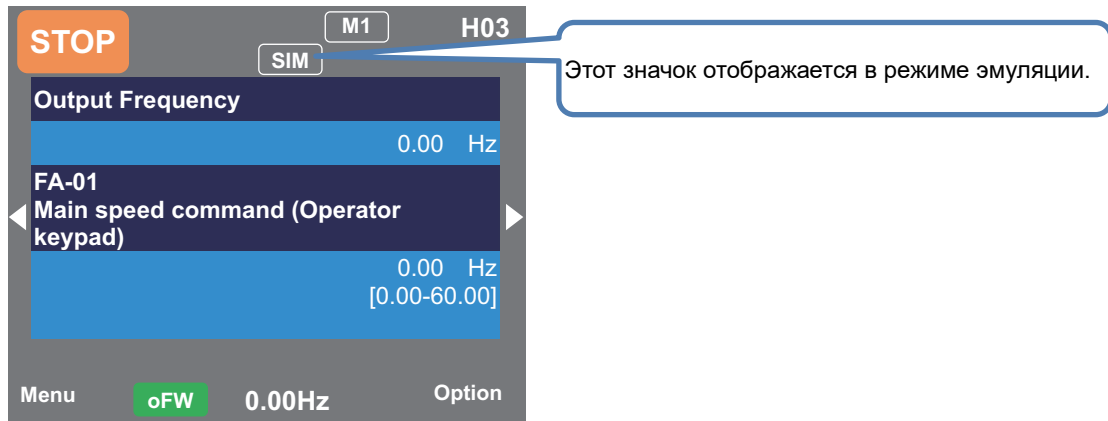 STOP
M1
H03
SIM
Этот значок отображается в режиме эмуляции.
Output Frequency
0.00 Hz
FA-01
Main speed command (Operator
keypad)
0.00 Hz
[0.00-60.00]
Menu
oFW
0.00Hz
Option